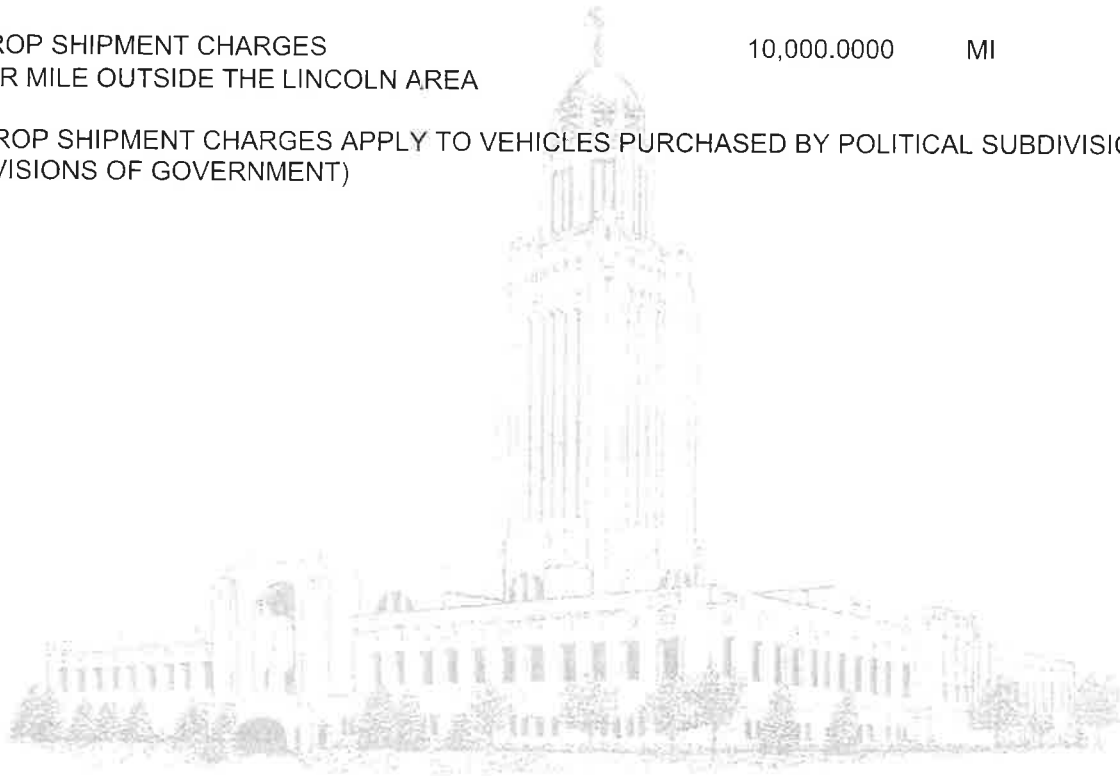 ROP SHIPMENT CHARGES 10,000.0000 MI
R MILE OUTSIDE THE LINCOLN AREA
ROP SHIPMENT CHARGES APPLY TO VEHICLES PURCHASED BY POLITICAL SUBDIVISIO
VISIONS OF GOVERNMENT)